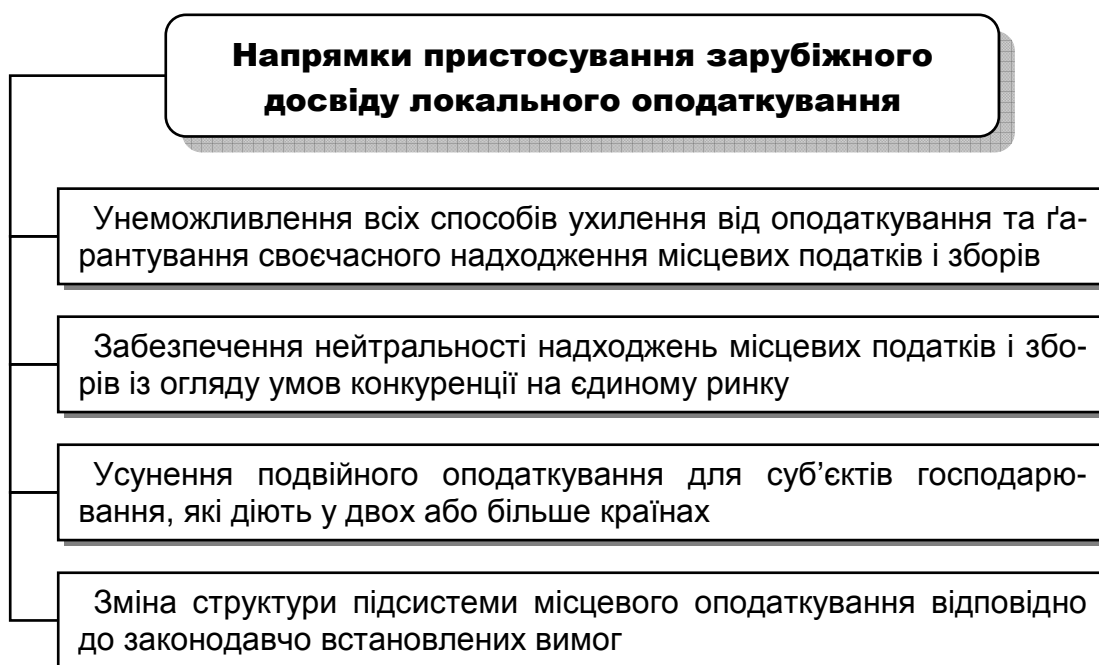 Напрямки пристосування зарубіжного
досвіду локального оподаткування
Унеможливлення всіх способів ухилення від оподаткування та ґа-
рантування своєчасного надходження місцевих податків і зборів
Забезпечення нейтральності надходжень місцевих податків і збо-
рів із огляду умов конкуренції на єдиному ринку
Усунення подвійного оподаткування для суб’єктів господарю-
вання, які діють у двох або більше країнах
Зміна структури підсистеми місцевого оподаткування відповідно
до законодавчо встановлених вимог